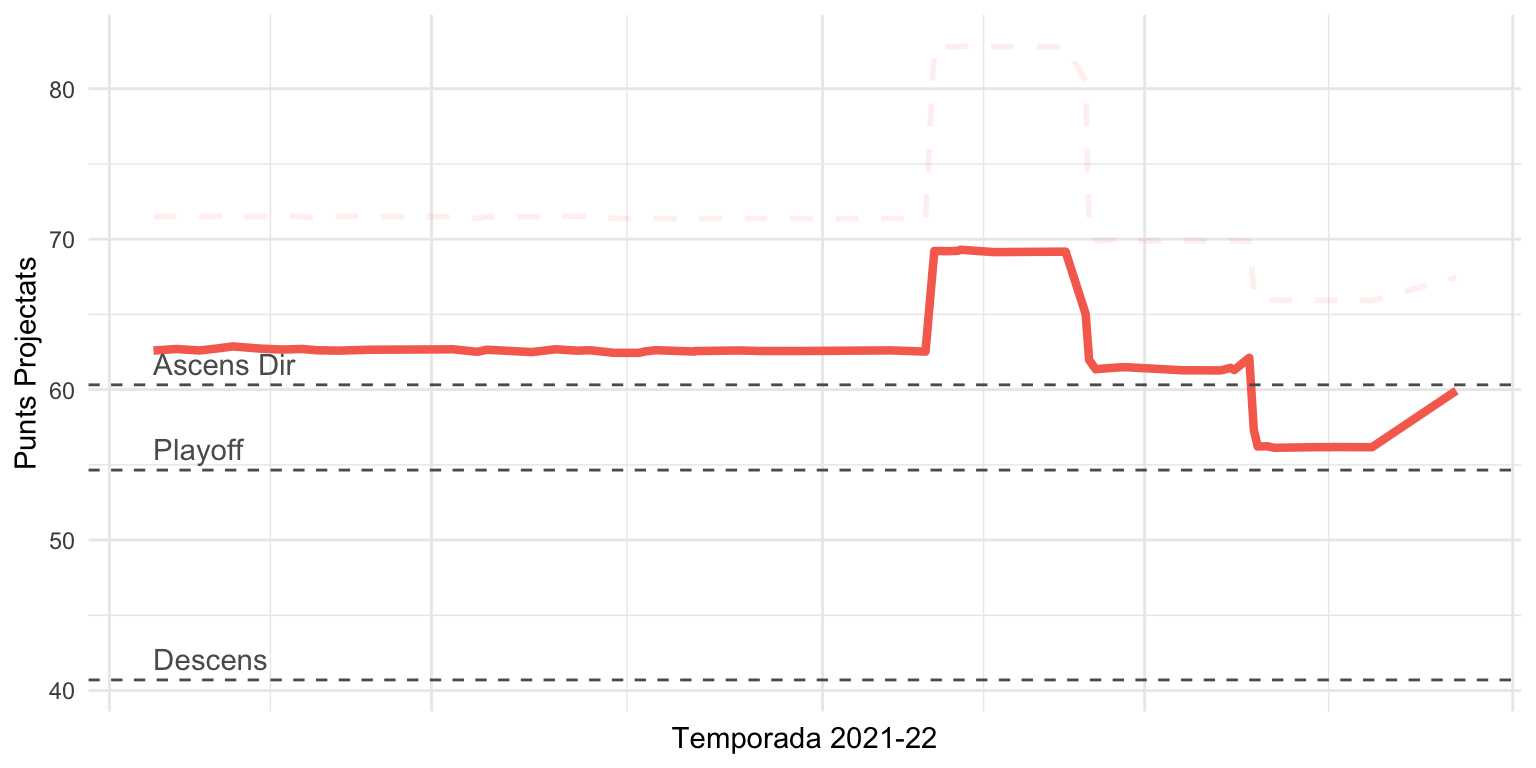 80
70
60
50
40
Punts Projectats
Ascens Dir
Playoff
Descens
Temporada 2021-22